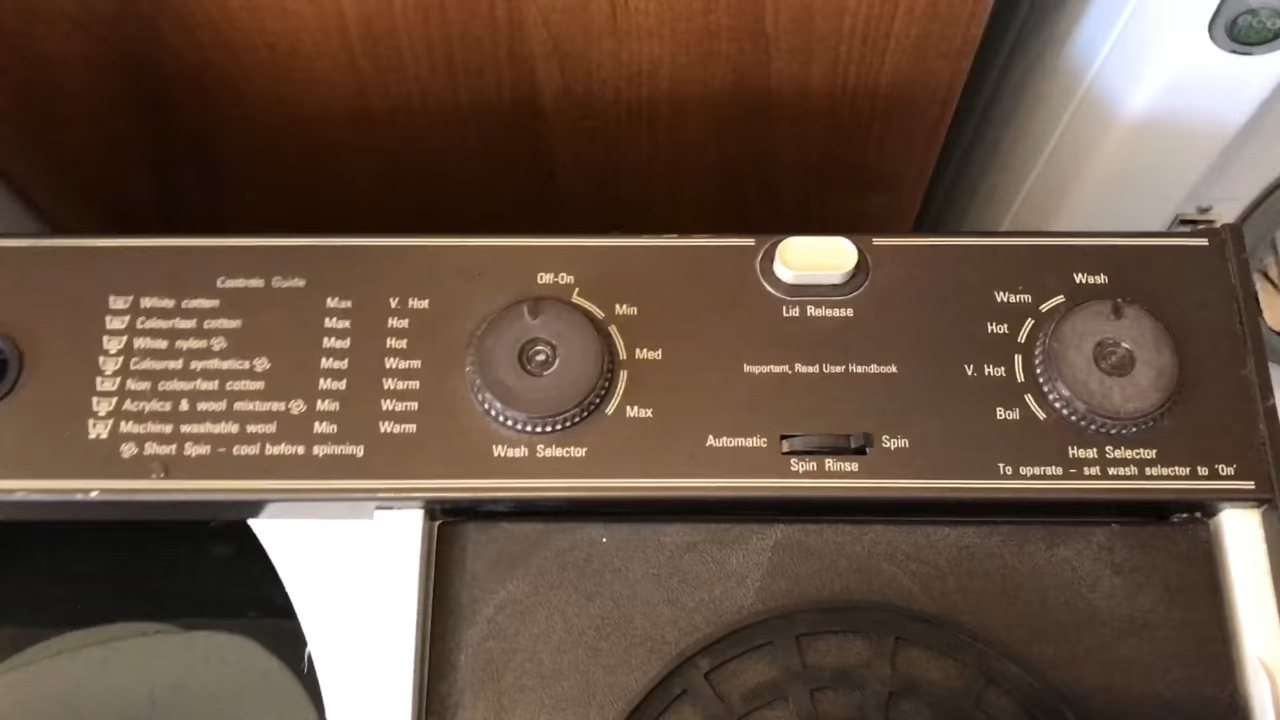 eco
Controls Guide
White cotton Max V. Hot
Colourfast cotton Max Hot
White nylon Med Hot
Coloured synthetics Med Warm
Non colourfast cotton Med Warm
Acrylics & wool mixtures Min Warm
Machine washable wool Min Warm
Short Spin – cool before spinning
Off-On
Min
Med
Max
Wash Selector
Lid Release
Important, Read User Handbook
Automatic Spin
Spin Rinse
Wash
Warm
Hot
V. Hot
Boil
Heat Selector
To operate – set wash selector to 'On'